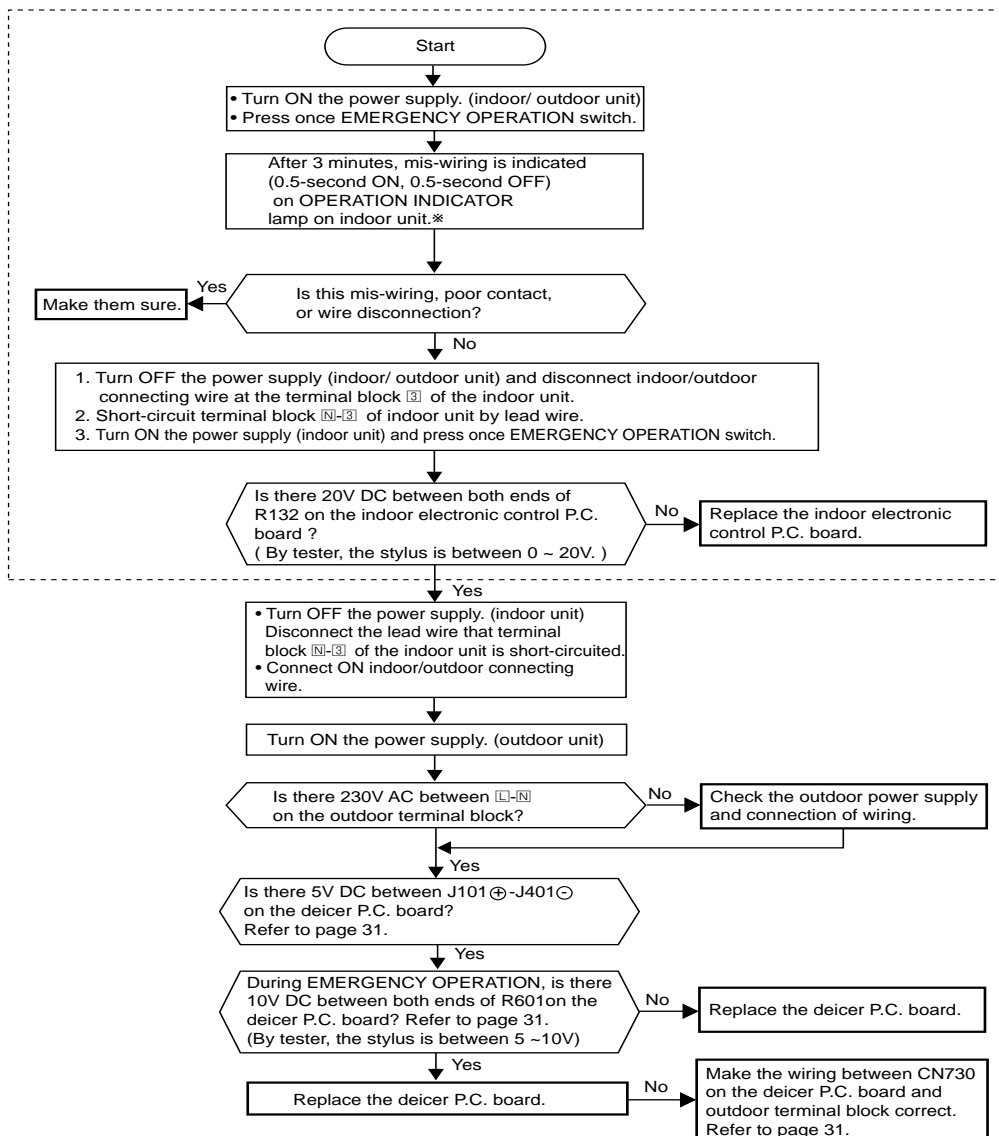 Start
• Turn ON the power supply. (indoor/ outdoor unit)
• Press once EMERGENCY OPERATION switch.
After 3 minutes, mis-wiring is indicated
(0.5-second ON, 0.5-second OFF)
on OPERATION INDICATOR
lamp on indoor unit.※
Is this mis-wiring, poor contact,
or wire disconnection?
Yes
Make them sure.
No
1. Turn OFF the power supply (indoor/ outdoor unit) and disconnect indoor/outdoor
connecting wire at the terminal block 3 of the indoor unit.
2. Short-circuit terminal block N-3 of indoor unit by lead wire.
3. Turn ON the power supply (indoor unit) and press once EMERGENCY OPERATION switch.
Is there 20V DC between both ends of
R132 on the indoor electronic control P.C.
board ?
( By tester, the stylus is between 0 ~ 20V. )
No
Replace the indoor electronic
control P.C. board.
Yes
• Turn OFF the power supply. (indoor unit)
Disconnect the lead wire that terminal
block N-3 of the indoor unit is short-circuited.
• Connect ON indoor/outdoor connecting
wire.
Turn ON the power supply. (outdoor unit)
Is there 230V AC between L-N
on the outdoor terminal block?
No
Check the outdoor power supply
and connection of wiring.
Yes
Is there 5V DC between J101⊕-J401⊖
on the deicer P.C. board?
Refer to page 31.
Yes
During EMERGENCY OPERATION, is there
10V DC between both ends of R601on the
deicer P.C. board? Refer to page 31.
(By tester, the stylus is between 5 ~10V)
No
Replace the deicer P.C. board.
Yes
Replace the deicer P.C. board.
No
Make the wiring between CN730
on the deicer P.C. board and
outdoor terminal block correct.
Refer to page 31.